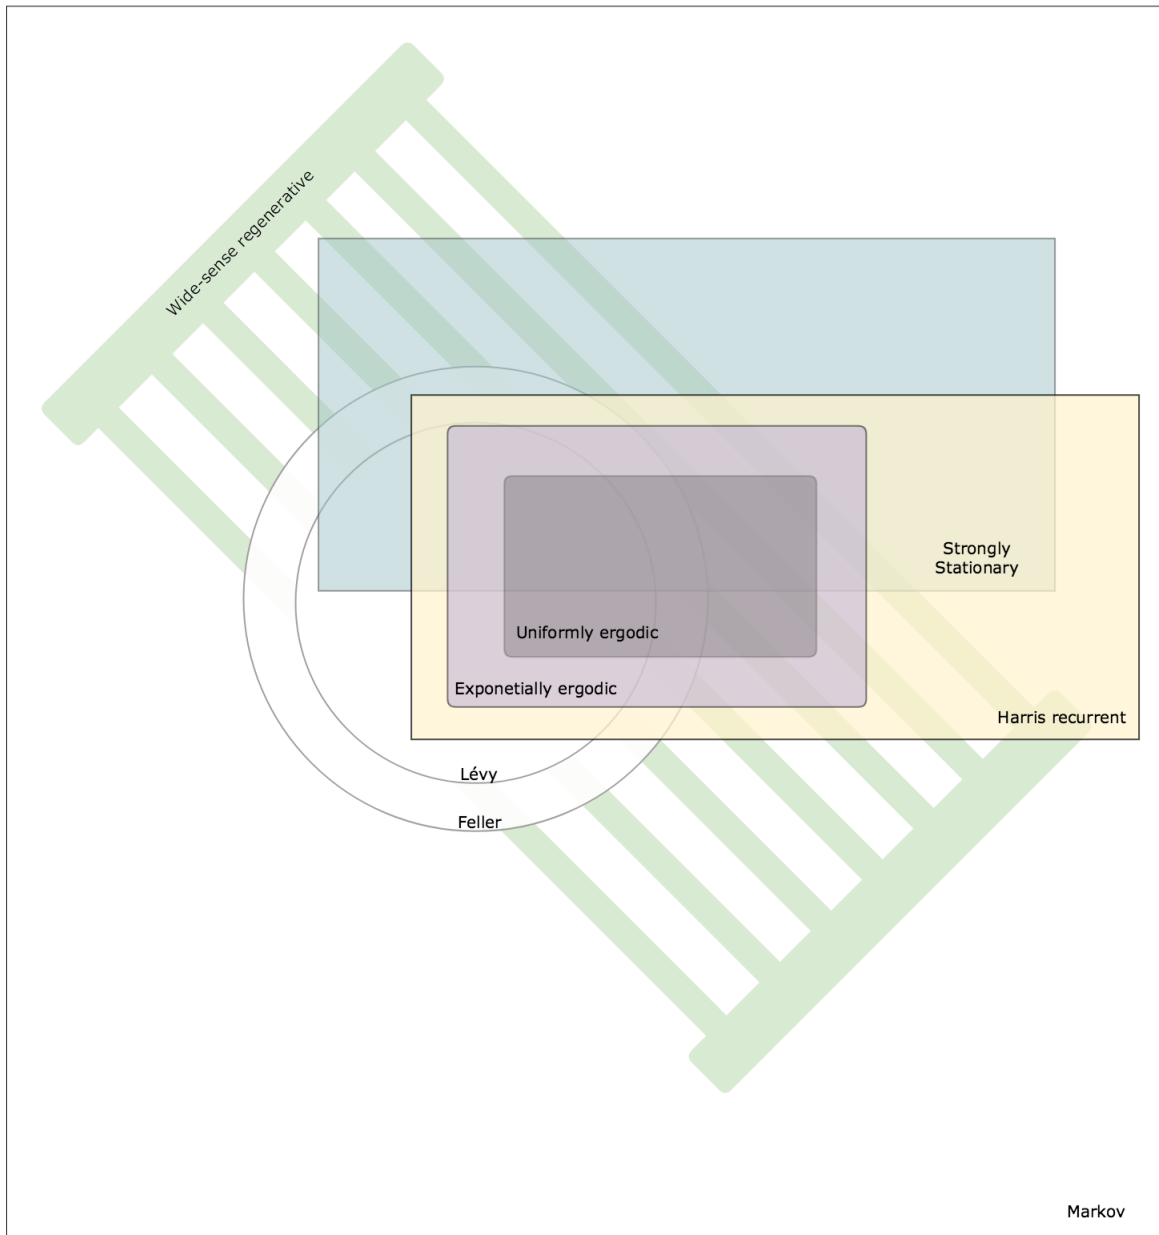 Wide-sense regenerative
Strongly
Stationary
Uniformly ergodic
Exponetially ergodic
Harris recurrent
Lévy
Feller
Markov